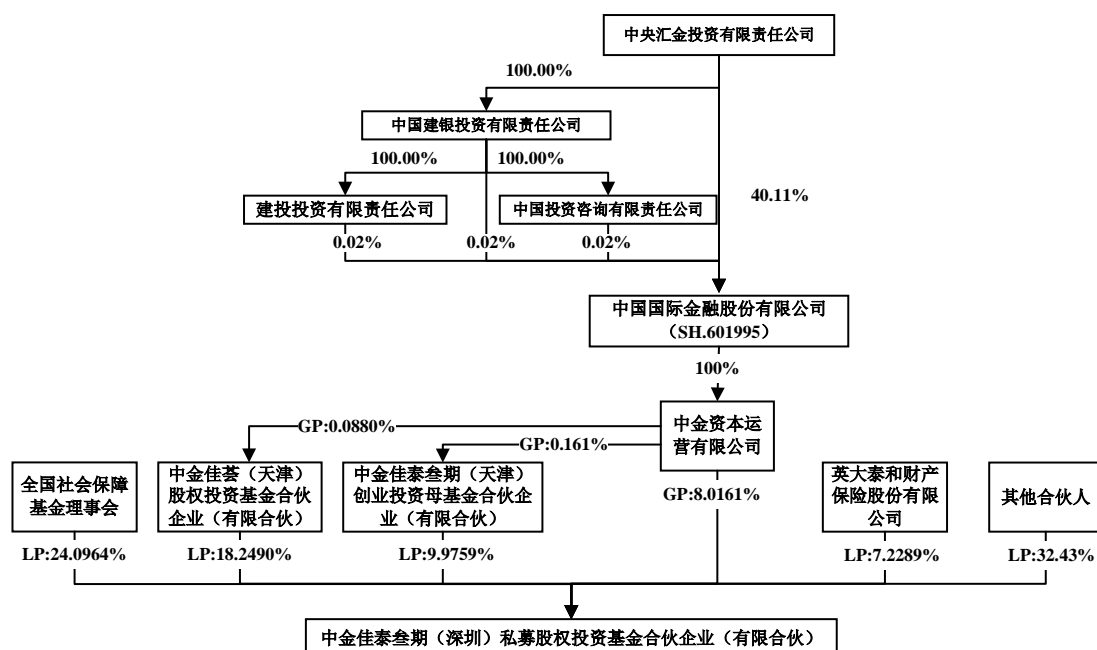 中央汇金投资有限责任公司
100.00%
中国建银投资有限责任公司
100.00%
100.00%
建投投资有限责任公司
中国投资咨询有限责任公司
40.11%
0.02%
0.02%
0.02%
中国国际金融股份有限公司
（SH.601995）
100%
中金资本运
营有限公司
GP:0.0880%
GP:0.161%
全国社会保障
基金理事会
中金佳荟（天津）
股权投资基金合伙
企业（有限合伙）
中金佳泰叁期（天津）
创业投资母基金合伙企
业（有限合伙）
GP:8.0161%
英大泰和财产
保险股份有限
公司
其他合伙人
LP:24.0964%
LP:18.2490%
LP:9.9759%
LP:7.2289%
LP:32.43%
中金佳泰叁期（深圳）私募股权投资基金合伙企业（有限合伙）